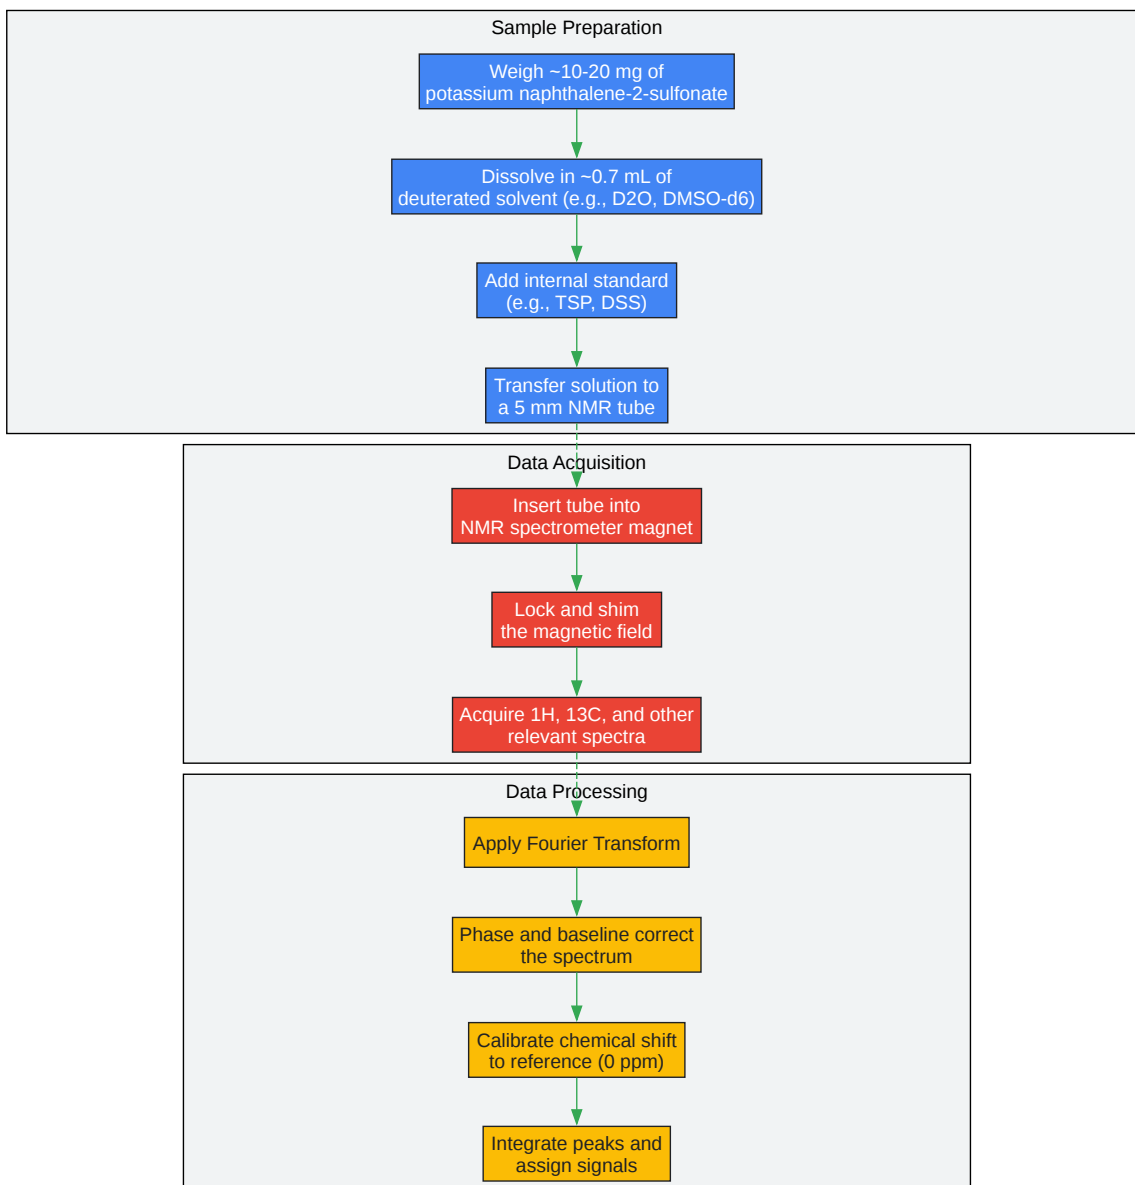 Sample Preparation
Weigh ~10-20 mg of
potassium naphthalene-2-sulfonate
Dissolve in ~0.7 mL of
deuterated solvent (e.g., D2O, DMSO-d6)
Add internal standard
(e.g., TSP, DSS)
Transfer solution to
a 5 mm NMR tube
Data Acquisition
Insert tube into
NMR spectrometer magnet
Lock and shim
the magnetic field
Acquire 1H, 13C, and other
relevant spectra
Data Processing
Apply Fourier Transform
Phase and baseline correct
the spectrum
Calibrate chemical shift
to reference (0 ppm)
Integrate peaks and
assign signals